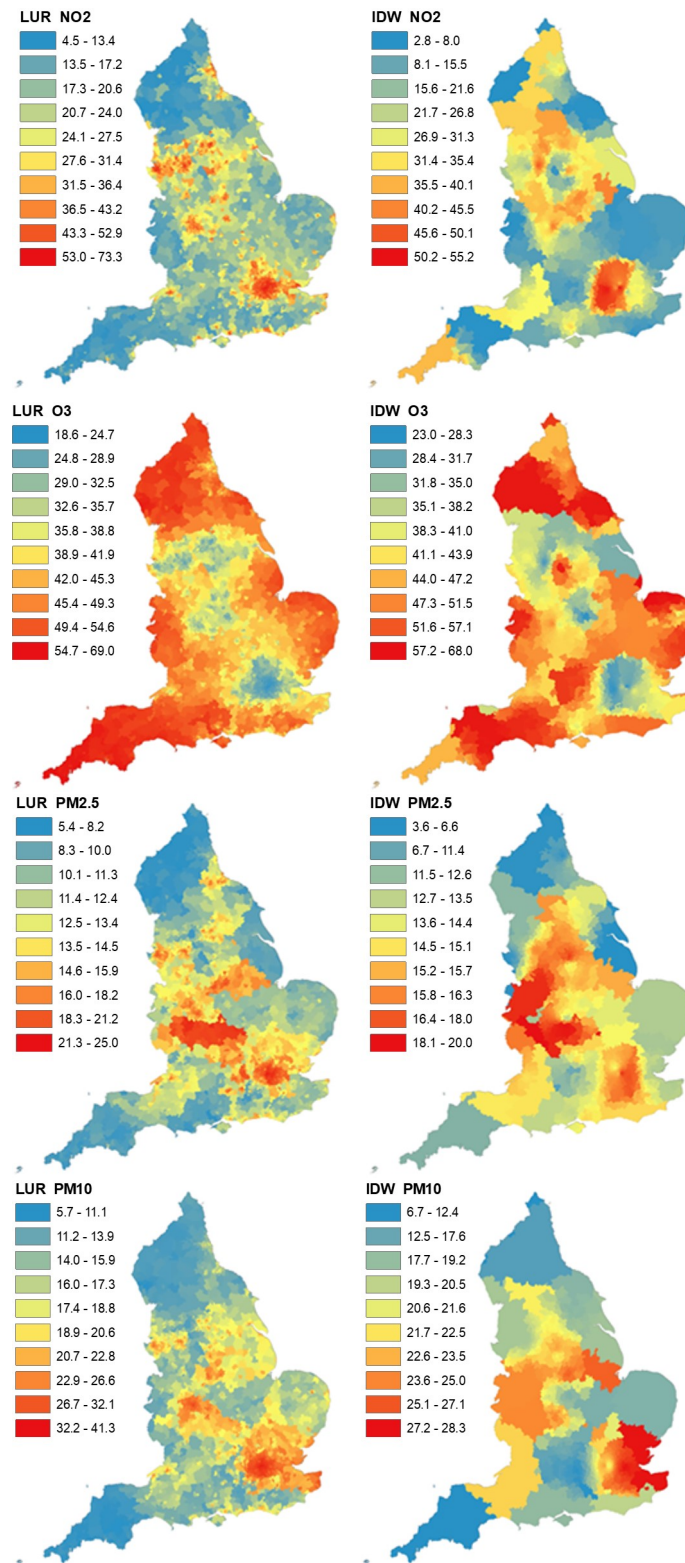 LUR NO2
4.5 - 13.4
13.5 - 17.2
17.3 - 20.6
20.7 - 24.0
24.1 - 27.5
27.6 - 31.4
31.5 - 36.4
36.5 - 43.2
43.3 - 52.9
53.0 - 73.3
IDW NO2
2.8 - 8.0
8.1 - 15.5
15.6 - 21.6
21.7 - 26.8
26.9 - 31.3
31.4 - 35.4
35.5 - 40.1
40.2 - 45.5
45.6 - 50.1
50.2 - 55.2
LUR O3
18.6 - 24.7
24.8 - 28.9
29.0 - 32.5
32.6 - 35.7
35.8 - 38.8
38.9 - 41.9
42.0 - 45.3
45.4 - 49.3
49.4 - 54.6
54.7 - 69.0
IDW O3
23.0 - 28.3
28.4 - 31.7
31.8 - 35.0
35.1 - 38.2
38.3 - 41.0
41.1 - 43.9
44.0 - 47.2
47.3 - 51.5
51.6 - 57.1
57.2 - 68.0
LUR PM2.5
5.4 - 8.2
8.3 - 10.0
10.1 - 11.3
11.4 - 12.4
12.5 - 13.4
13.5 - 14.5
14.6 - 15.9
16.0 - 18.2
18.3 - 21.2
21.3 - 25.0
IDW PM2.5
3.6 - 6.6
6.7 - 11.4
11.5 - 12.6
12.7 - 13.5
13.6 - 14.4
14.5 - 15.1
15.2 - 15.7
15.8 - 16.3
16.4 - 18.0
18.1 - 20.0
LUR PM10
5.7 - 11.1
11.2 - 13.9
14.0 - 15.9
16.0 - 17.3
17.4 - 18.8
18.9 - 20.6
20.7 - 22.8
22.9 - 26.6
26.7 - 32.1
32.2 - 41.3
IDW PM10
6.7 - 12.4
12.5 - 17.6
17.7 - 19.2
19.3 - 20.5
20.6 - 21.6
21.7 - 22.5
22.6 - 23.5
23.6 - 25.0
25.1 - 27.1
27.2 - 28.3